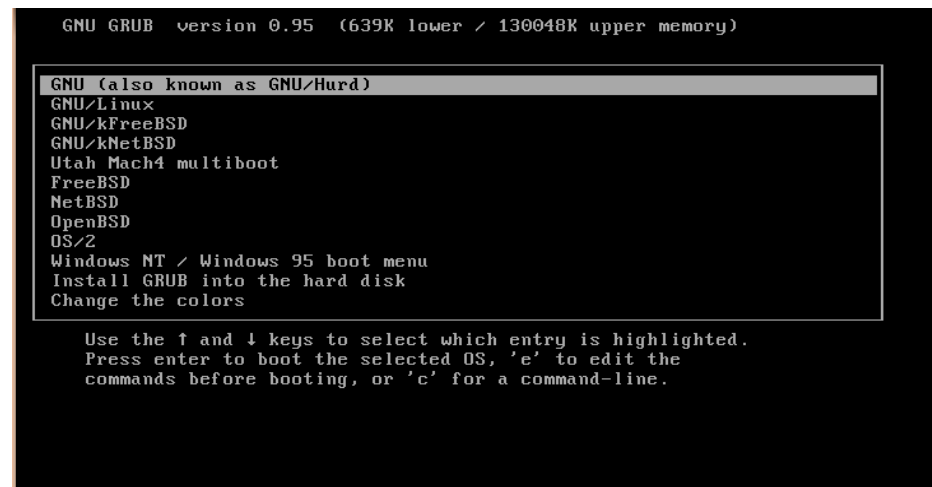 GNU GRUB  version 0.95  (639K lower / 130048K upper memory)
GNU (also known as GNU/Hurd)
GNU/Linux
GNU/kFreeBSD
GNU/kNetBSD
Utah Mach4 multiboot
FreeBSD
NetBSD
OpenBSD
OS/2
Windows NT / Windows 95 boot menu
Install GRUB into the hard disk
Change the colors
Use the ↑ and ↓ keys to select which entry is highlighted.
Press enter to boot the selected OS, 'e' to edit the
commands before booting, or 'c' for a command-line.